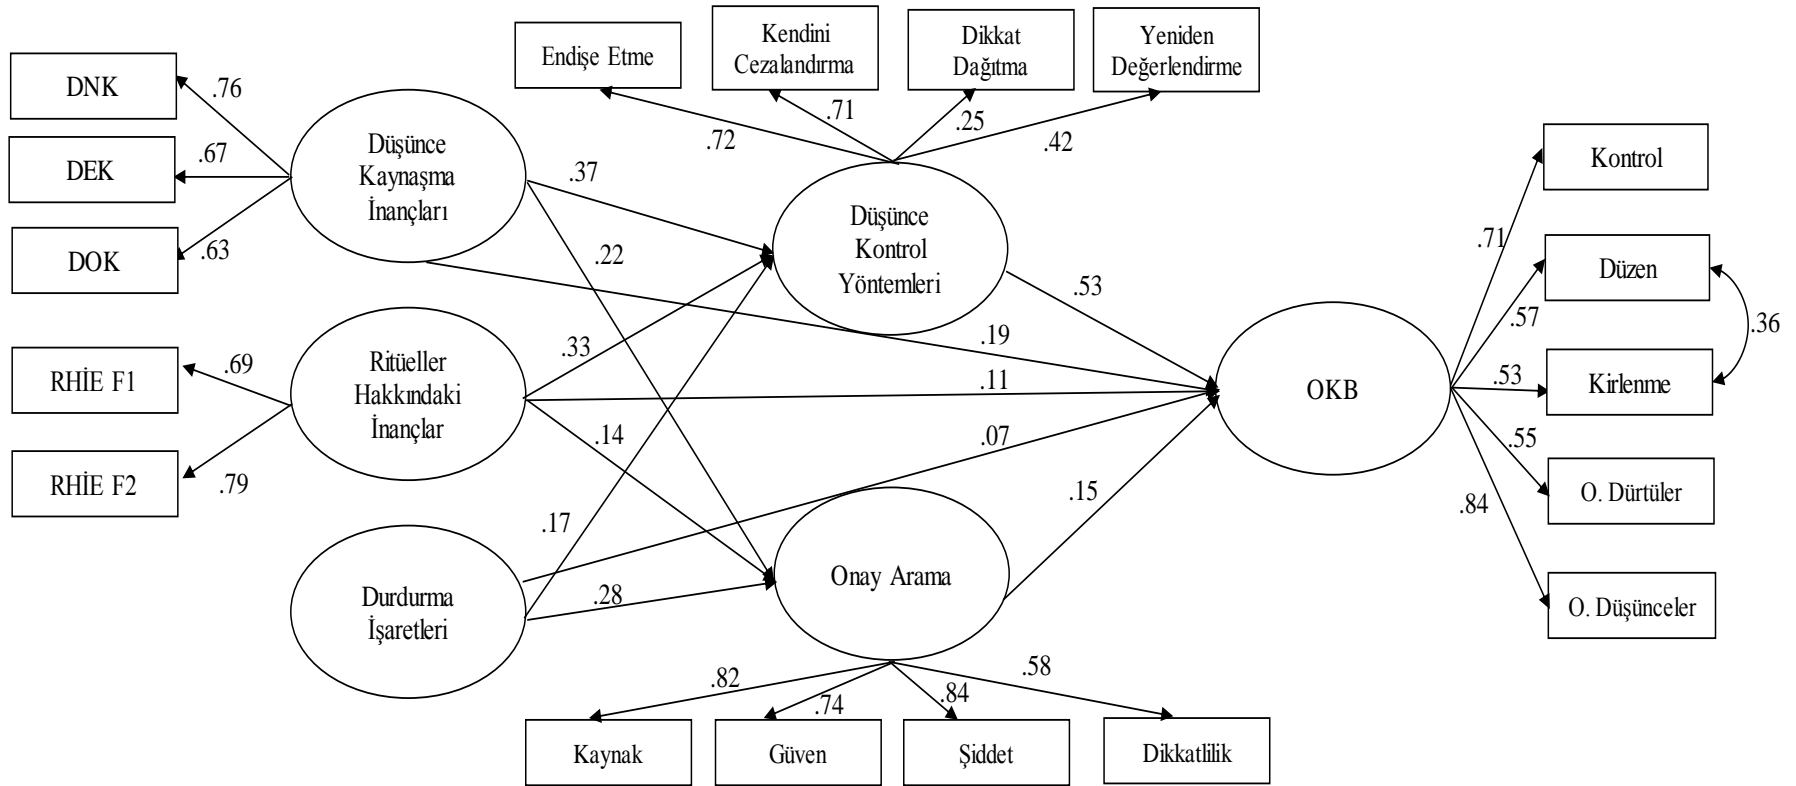 Endişe Etme
Kendini
Cezalandırma
Dikkat
Dağıtma
Yeniden
Değerlendirme
DNK
DEK
DOK
.76
.67
.63
Düşünce
Kaynaşma
İnançları
.72
.71
.25
.42
.37
.22
Düşünce
Kontrol
Yöntemleri
.53
.19
.11
.07
.15
RHİE F1
RHİE F2
.69
.79
Ritüeller
Hakkındaki
İnançlar
.33
.14
Durdurma
İşaretleri
.17
.28
Onay Arama
.82
.74
.84
.58
Kaynak
Güven
Şiddet
Dikkatlilik
OKB
.71
.57
.53
.55
.84
Kontrol
Düzen
Kirlenme
O. Dürtüler
O. Düşünceler
.36